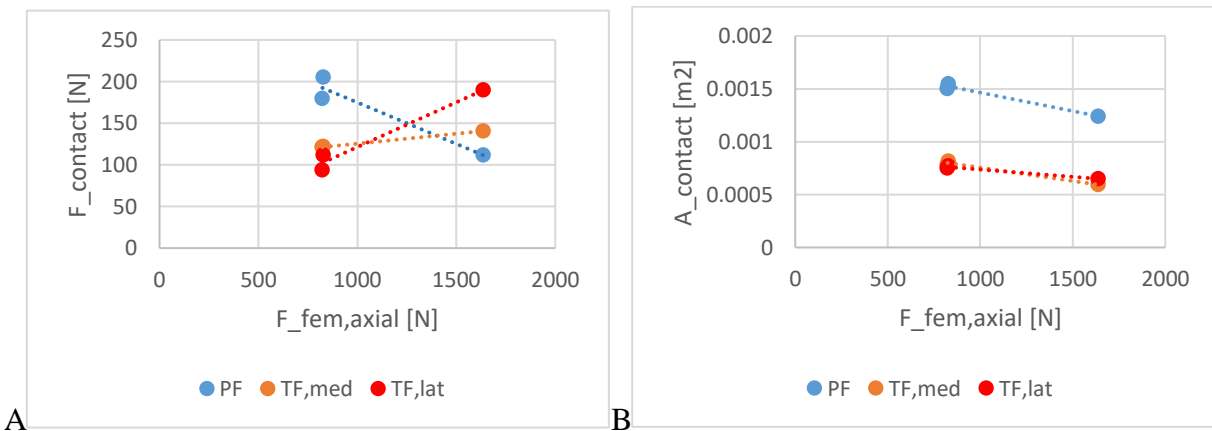 F_contact [N]
250
200
150
100
50
0
0 500 1000 1500 2000
F_fem,axial [N]
PF TF,med TF,lat
A
A_contact [m2]
0.002
0.0015
0.001
0.0005
0
0 500 1000 1500 2000
F_fem,axial [N]
PF TF,med TF,lat
B